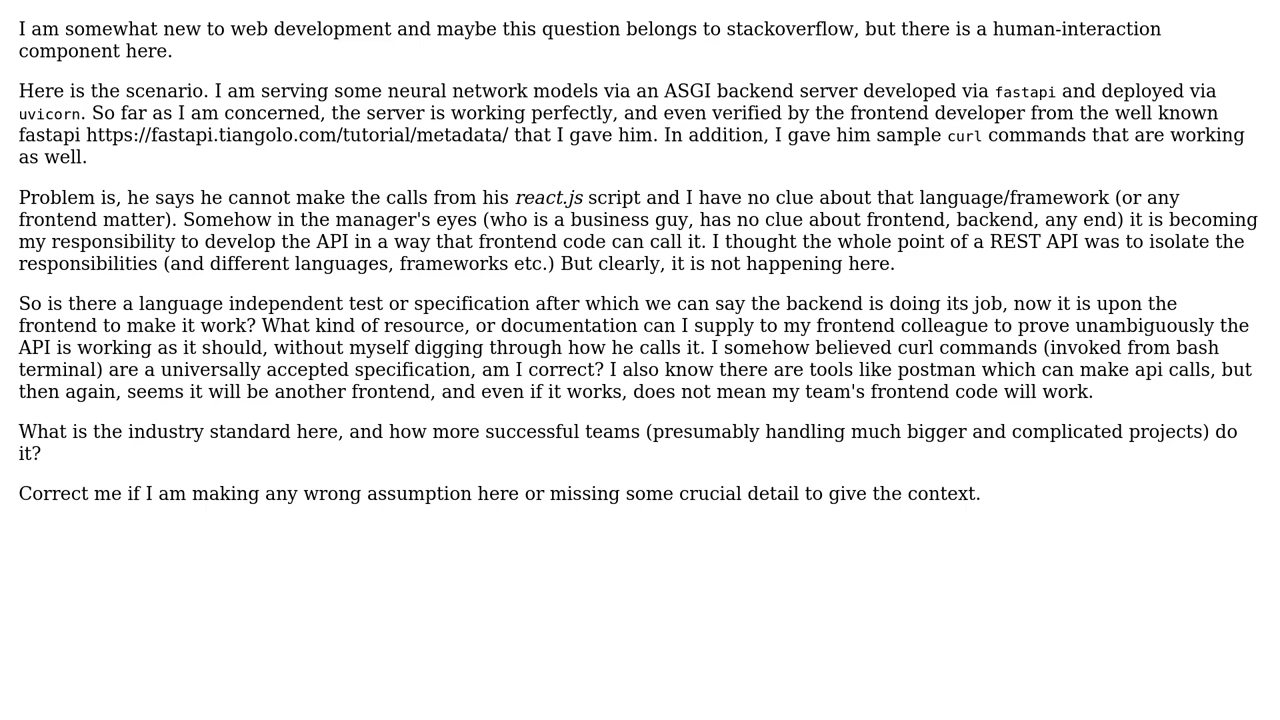 I am somewhat new to web development and maybe this question belongs to stackoverflow, but there is a human-interaction
component here.
Here is the scenario. I am serving some neural network models via an ASGI backend server developed via fastapi and deployed via
uvicorn. So far as I am concerned, the server is working perfectly, and even verified by the frontend developer from the well known
fastapi https://fastapi.tiangolo.com/tutorial/metadata/ that I gave him. In addition, I gave him sample curl commands that are working
as well.
Problem is, he says he cannot make the calls from his react.js script and I have no clue about that language/framework (or any
frontend matter). Somehow in the manager's eyes (who is a business guy, has no clue about frontend, backend, any end) it is becoming
my responsibility to develop the API in a way that frontend code can call it. I thought the whole point of a REST API was to isolate the
responsibilities (and different languages, frameworks etc.) But clearly, it is not happening here.
So is there a language independent test or specification after which we can say the backend is doing its job, now it is upon the
frontend to make it work? What kind of resource, or documentation can I supply to my frontend colleague to prove unambiguously the
API is working as it should, without myself digging through how he calls it. I somehow believed curl commands (invoked from bash
terminal) are a universally accepted specification, am I correct? I also know there are tools like postman which can make api calls, but
then again, seems it will be another frontend, and even if it works, does not mean my team's frontend code will work.
What is the industry standard here, and how more successful teams (presumably handling much bigger and complicated projects) do
it?
Correct me if I am making any wrong assumption here or missing some crucial detail to give the context.